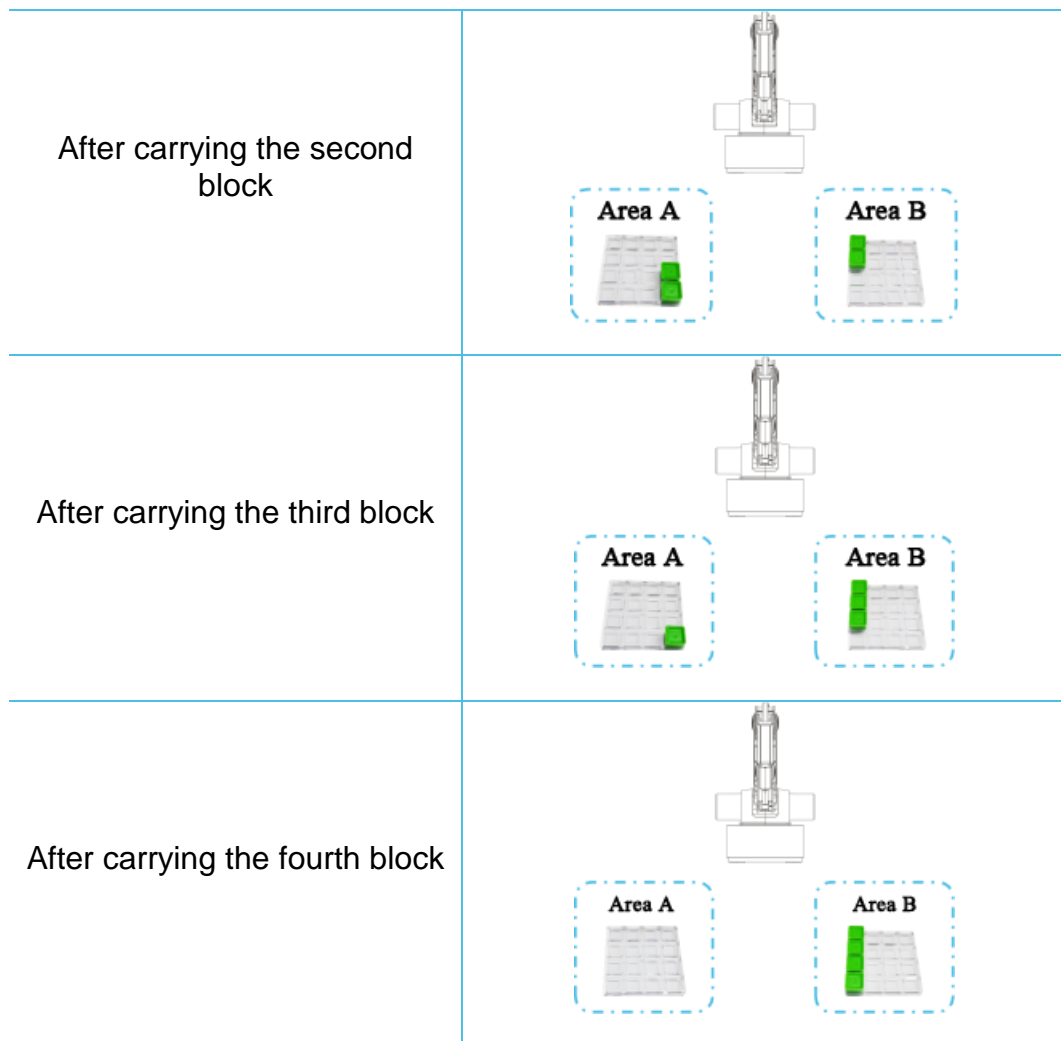 After carrying the second
block
Area A
Area B
After carrying the third block
Area A
Area B
After carrying the fourth block
Area A
Area B